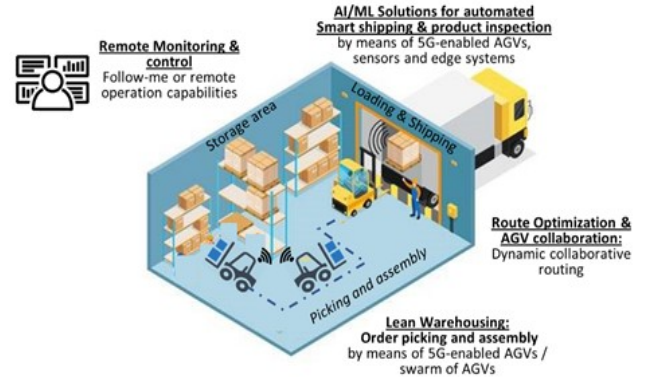 AI/ML Solutions for automated
Smart shipping & product inspection
by means of 5G-enabled AGVs,
sensors and edge systems
Remote Monitoring &
control
Follow-me or remote
operation capabilities
Storage area
Loading & Shipping
Picking and assembly
Route Optimization &
AGV collaboration:
Dynamic collaborative
routing
Lean Warehousing:
Order picking and assembly
by means of 5G-enabled AGVs /
swarm of AGVs